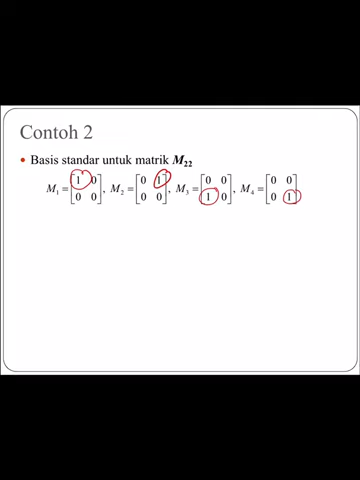 Contoh 2
• Basis standar untuk matrik M₂₂
M₁ = [1 0; 0 0], M₂ = [0 1; 0 0], M₃ = [0 0; 1 0], M₄ = [0 0; 0 1]